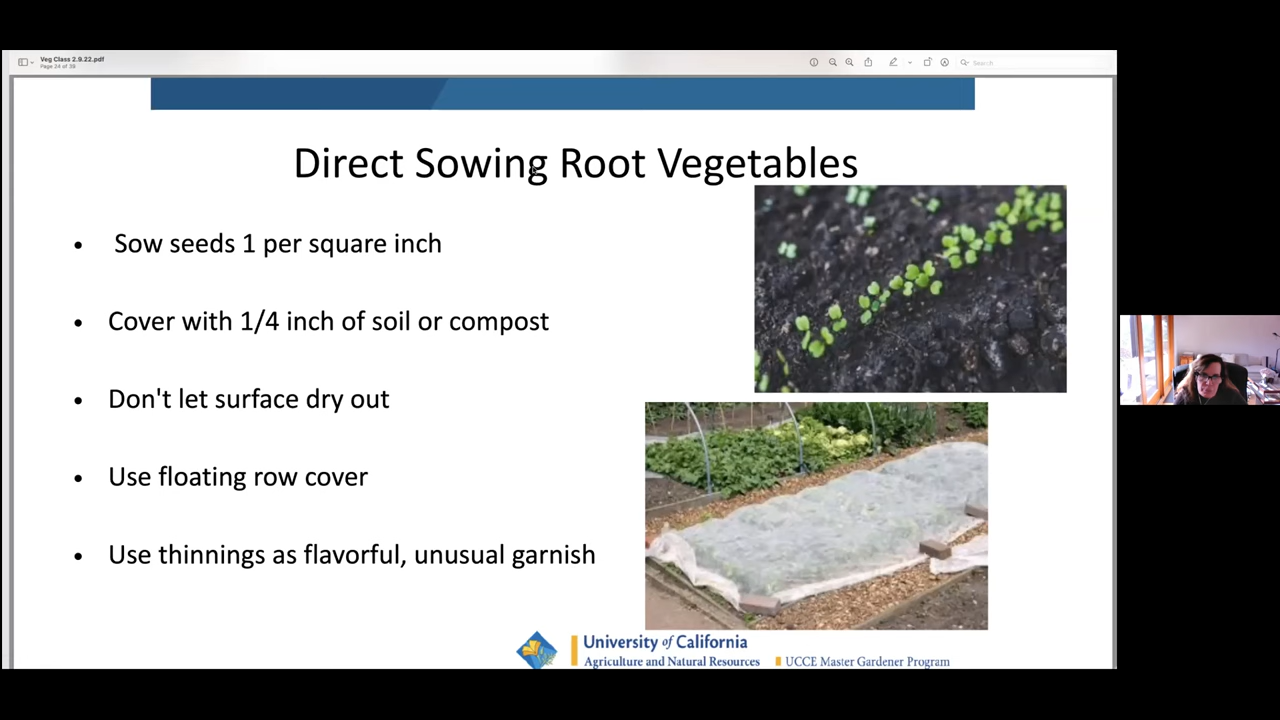 Veg Class 2.9.22.pdf
Page 24 of 39
Search
Direct Sowing Root Vegetables
• Sow seeds 1 per square inch
• Cover with 1/4 inch of soil or compost
• Don't let surface dry out
• Use floating row cover
• Use thinnings as flavorful, unusual garnish
University of California
Agriculture and Natural Resources UCCE Master Gardener Program